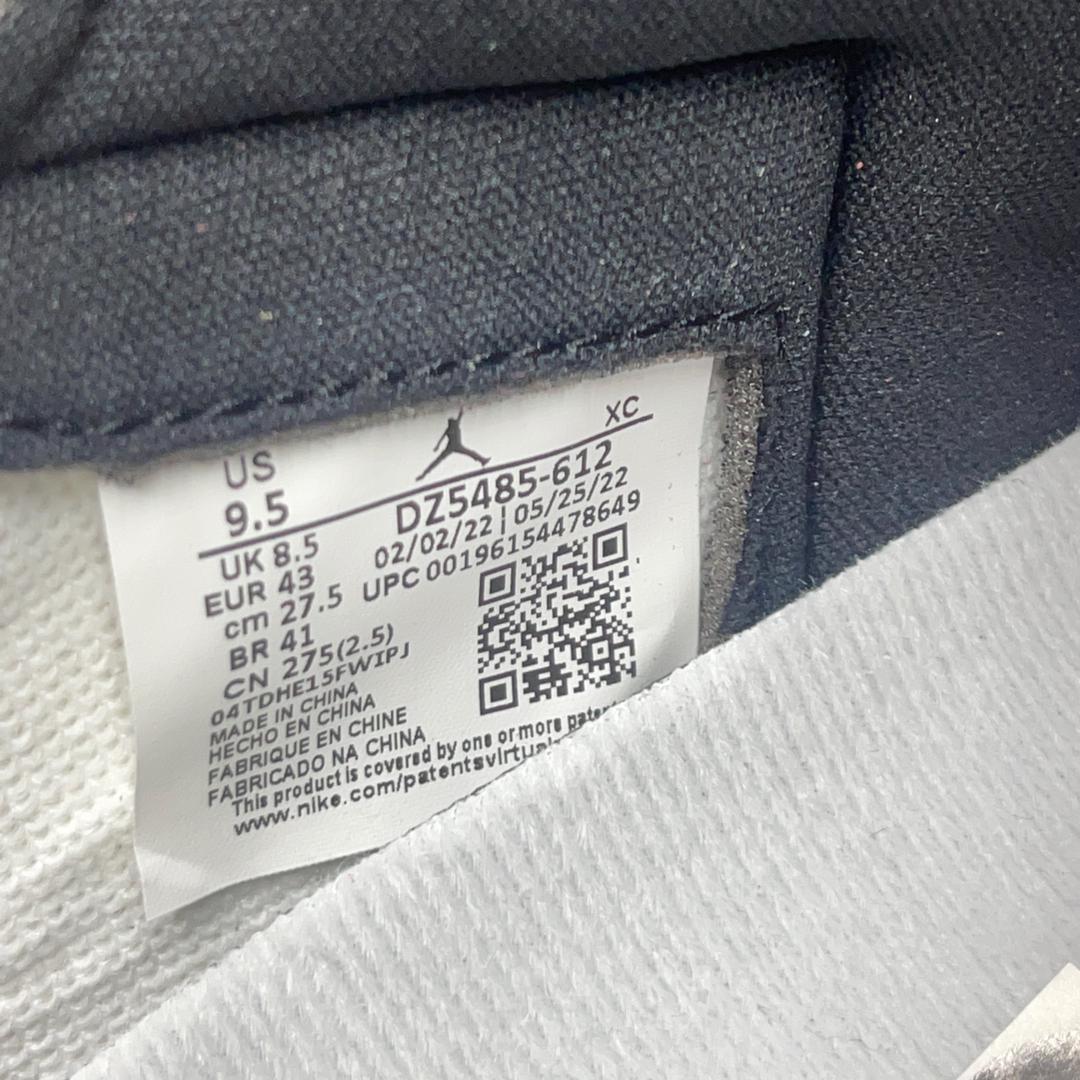 US
9.5
XC
DZ5485-612
02/02/22 | 05/25/22
UPC 00196154478649
UK 8.5
EUR 43
cm 27.5
BR 41
CN 275(2.5)
04TDHE15FWIPJ
MADE IN CHINA
HECHO EN CHINA
FABRIQUE EN CHINE
FABRICADO NA CHINA
This product is covered by one or more
www.nike.com/patentsvirtual